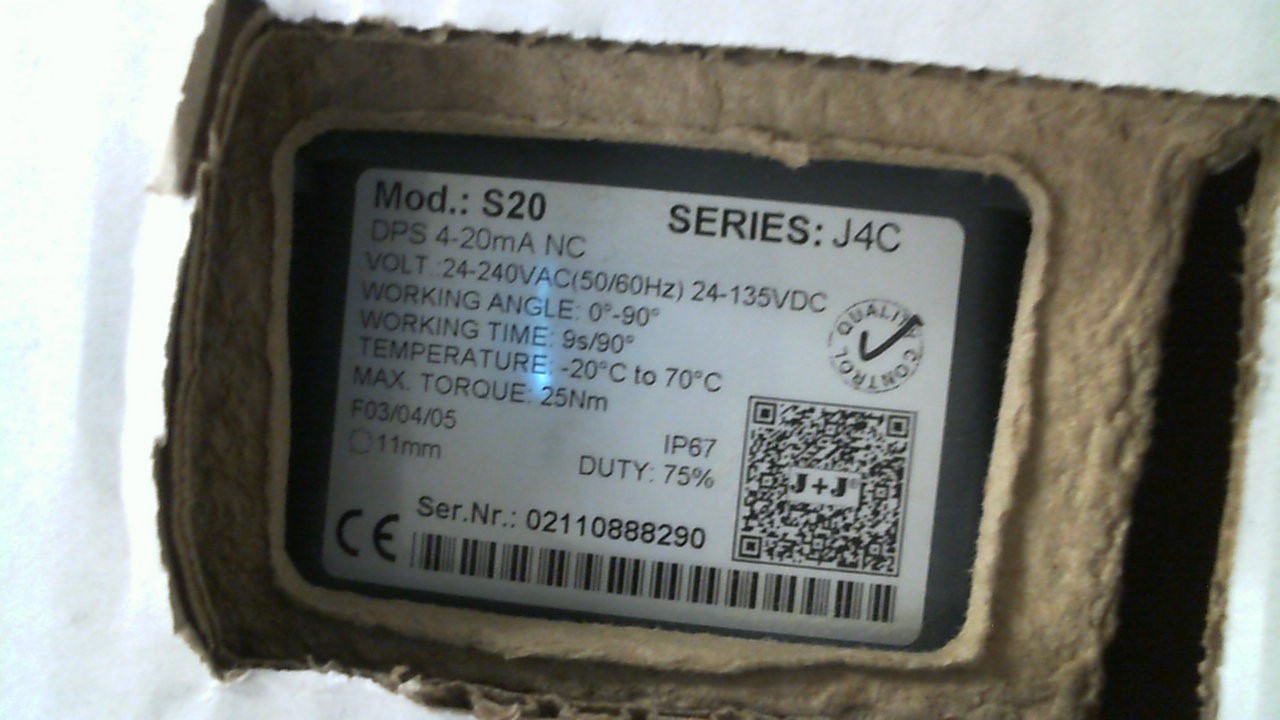 Mod.: S20
SERIES: J4C
DPS 4-20mA NC
VOLT.:24-240VAC(50/60Hz) 24-135VDC
WORKING ANGLE: 0°-90°
WORKING TIME: 9s/90°
TEMPERATURE: -20°C to 70°C
MAX. TORQUE: 25Nm
F03/04/05
11mm
IP67
DUTY: 75%
QUALITY CONTROL
J+J®
Ser.Nr.: 02110888290
CE